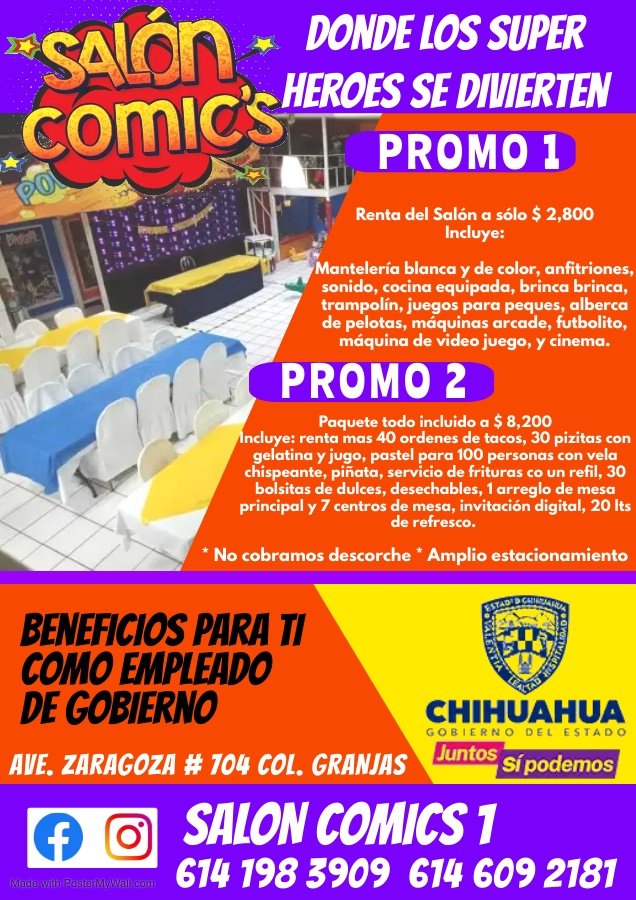 SALÓN
COMIC'S
DONDE LOS SUPER
HEROES SE DIVIERTEN
PROMO 1
Renta del Salón a sólo $ 2,800
Incluye:
Mantelería blanca y de color, anfitriones,
sonido, cocina equipada, brinca brinca,
trampolín, juegos para peques, alberca
de pelotas, máquinas arcade, futbolito,
máquina de video juego, y cinema.
PROMO 2
Paquete todo incluido a $ 8,200
Incluye: renta mas 40 ordenes de tacos, 30 pizitas con
gelatina y jugo, pastel para 100 personas con vela
chispeante, piñata, servicio de frituras co un refil, 30
bolsitas de dulces, desechables, 1 arreglo de mesa
principal y 7 centros de mesa, invitación digital, 20 lts
de refresco.
* No cobramos descorche * Amplio estacionamiento
BENEFICIOS PARA TI
COMO EMPLEADO
DE GOBIERNO
ESTADO CHIHUAHUA
VALENTIA LEALTAD HOSPITALIDAD
CHIHUAHUA
GOBIERNO DEL ESTADO
Juntos
Sí podemos
AVE. ZARAGOZA # 704 COL. GRANJAS
SALON COMICS 1
614 198 3909 614 609 2181
Made with PosterMyWall.com